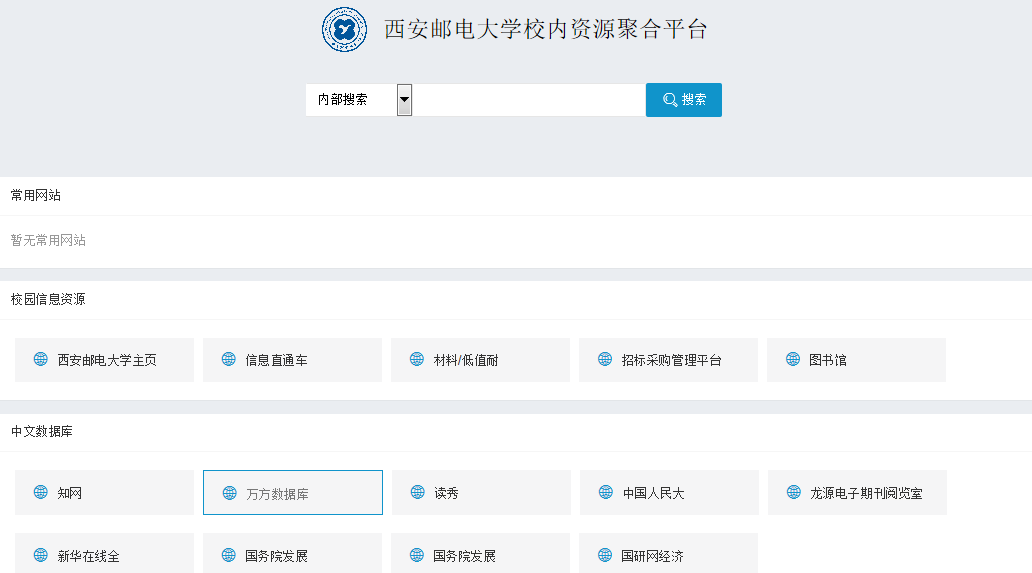 西安邮电大学校内资源聚合平台
内部搜索 搜索
常用网站
暂无常用网站
校园信息资源
西安邮电大学主页 信息直通车 材料/低值耐 招标采购管理平台 图书馆
中文数据库
知网 万方数据库 读秀 中国人民大 龙源电子期刊阅览室
新华在线全 国务院发展 国务院发展 国研网经济